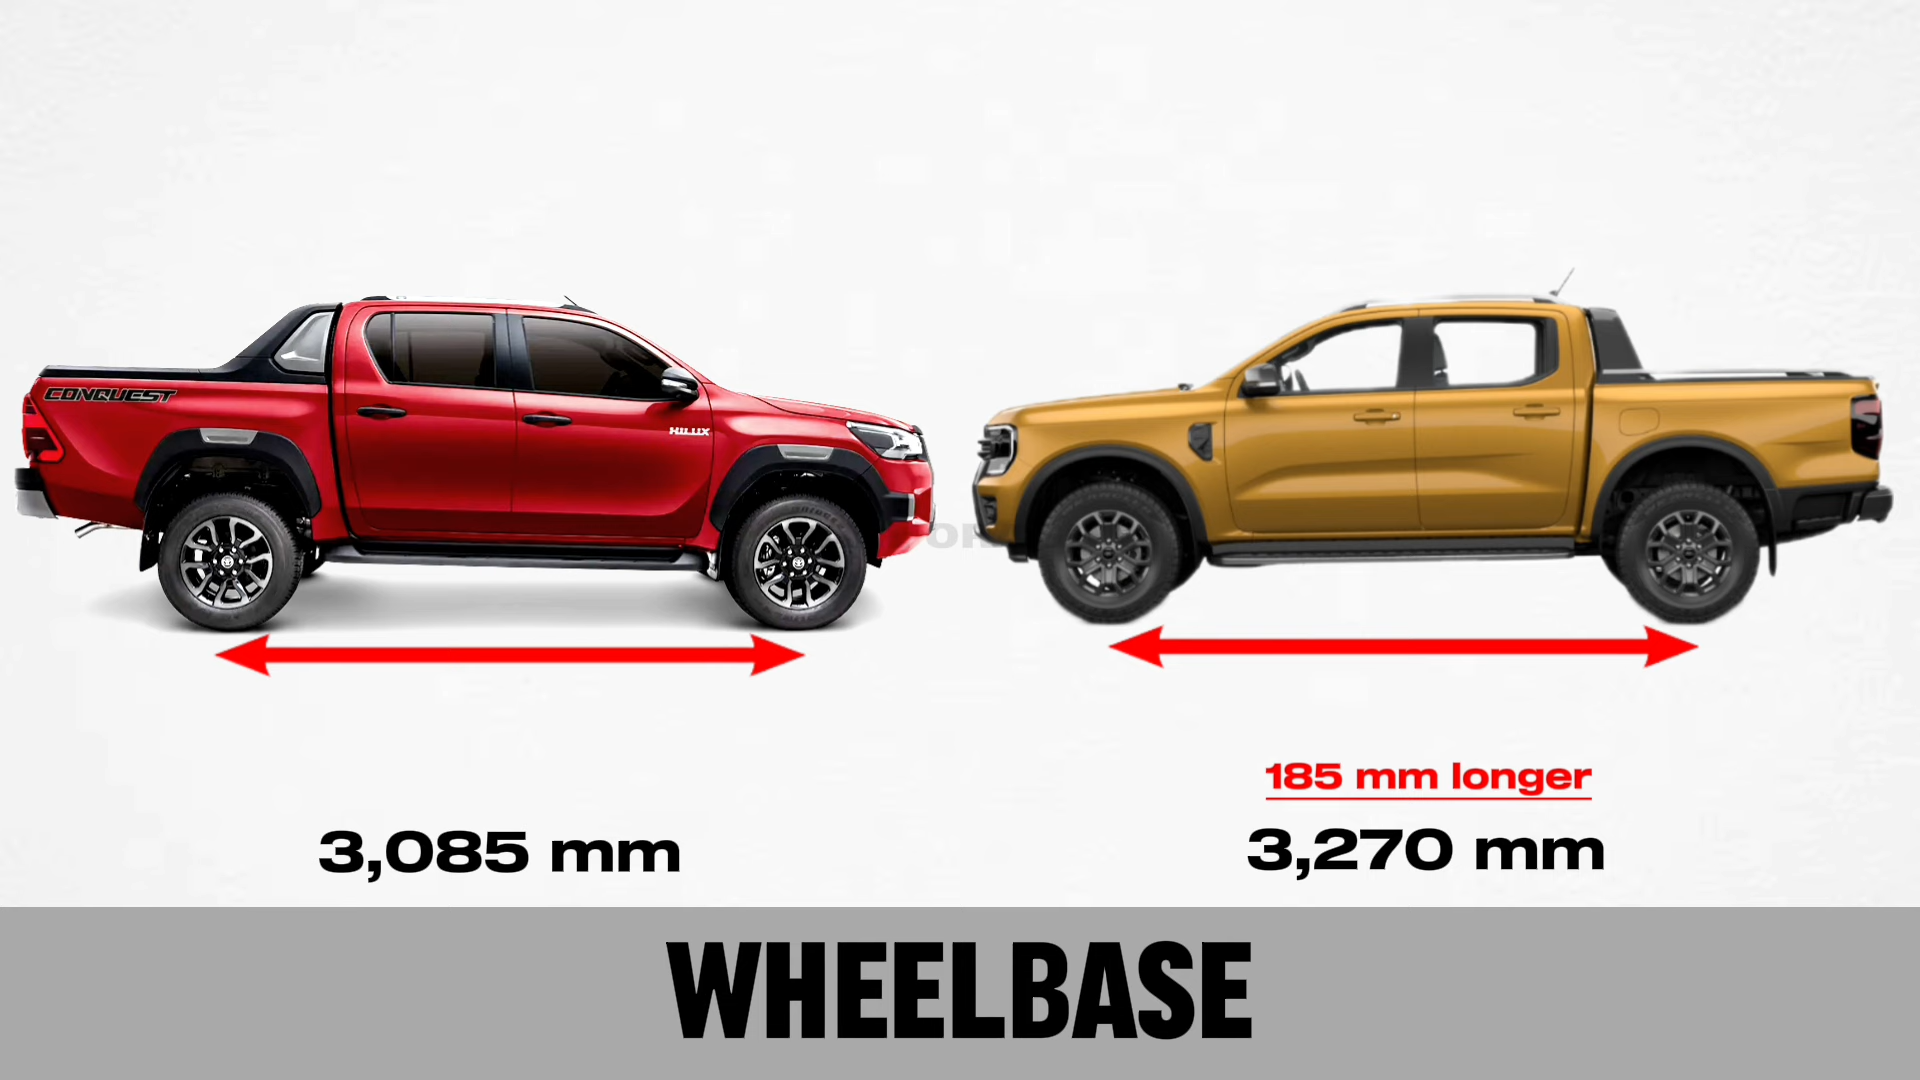 CONQUEST
HILUX
185 mm longer
3,085 mm
3,270 mm
WHEELBASE